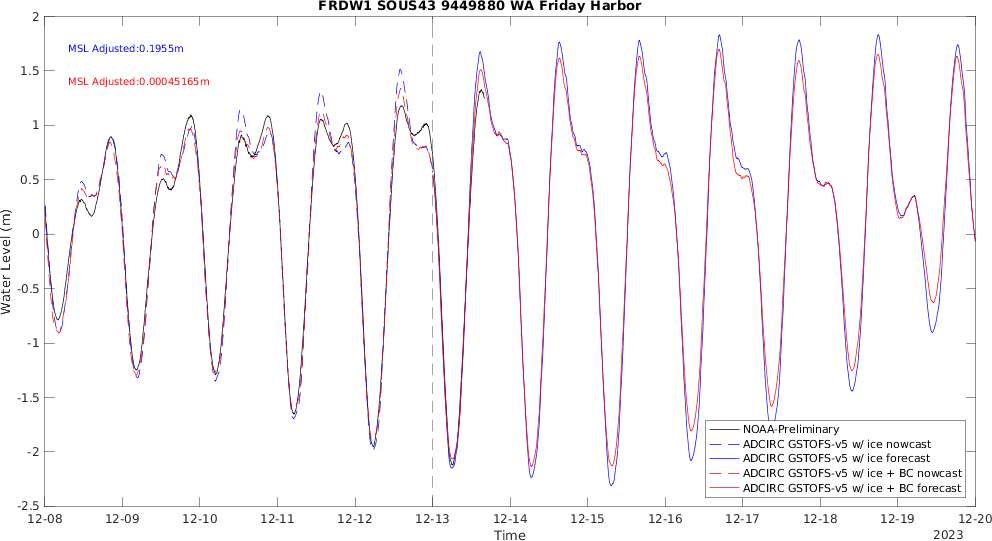 FRDW1 SOUS43 9449880 WA Friday Harbor
MSL Adjusted:0.1955m
MSL Adjusted:0.00045165m
Water Level (m)
2
1.5
1
0.5
0
-0.5
-1
-1.5
-2
-2.5
NOAA-Preliminary
ADCIRC GSTOFS-v5 w/ ice nowcast
ADCIRC GSTOFS-v5 w/ ice forecast
ADCIRC GSTOFS-v5 w/ ice + BC nowcast
ADCIRC GSTOFS-v5 w/ ice + BC forecast
12-08 12-09 12-10 12-11 12-12 12-13 12-14 12-15 12-16 12-17 12-18 12-19 12-20
Time
2023